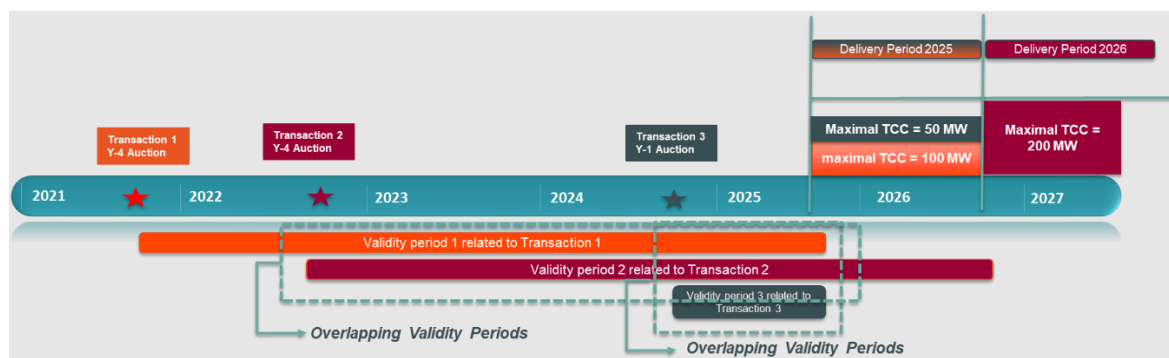 Delivery Period 2025
Delivery Period 2026
Transaction 1
Y-4 Auction
Transaction 2
Y-4 Auction
Transaction 3
Y-1 Auction
Maximal TCC = 50 MW
maximal TCC = 100 MW
Maximal TCC =
200 MW
2021
2022
2023
2024
2025
2026
2027
Validity period 1 related to Transaction 1
Validity period 2 related to Transaction 2
Validity period 3 related to
Transaction 3
Overlapping Validity Periods
Overlapping Validity Periods